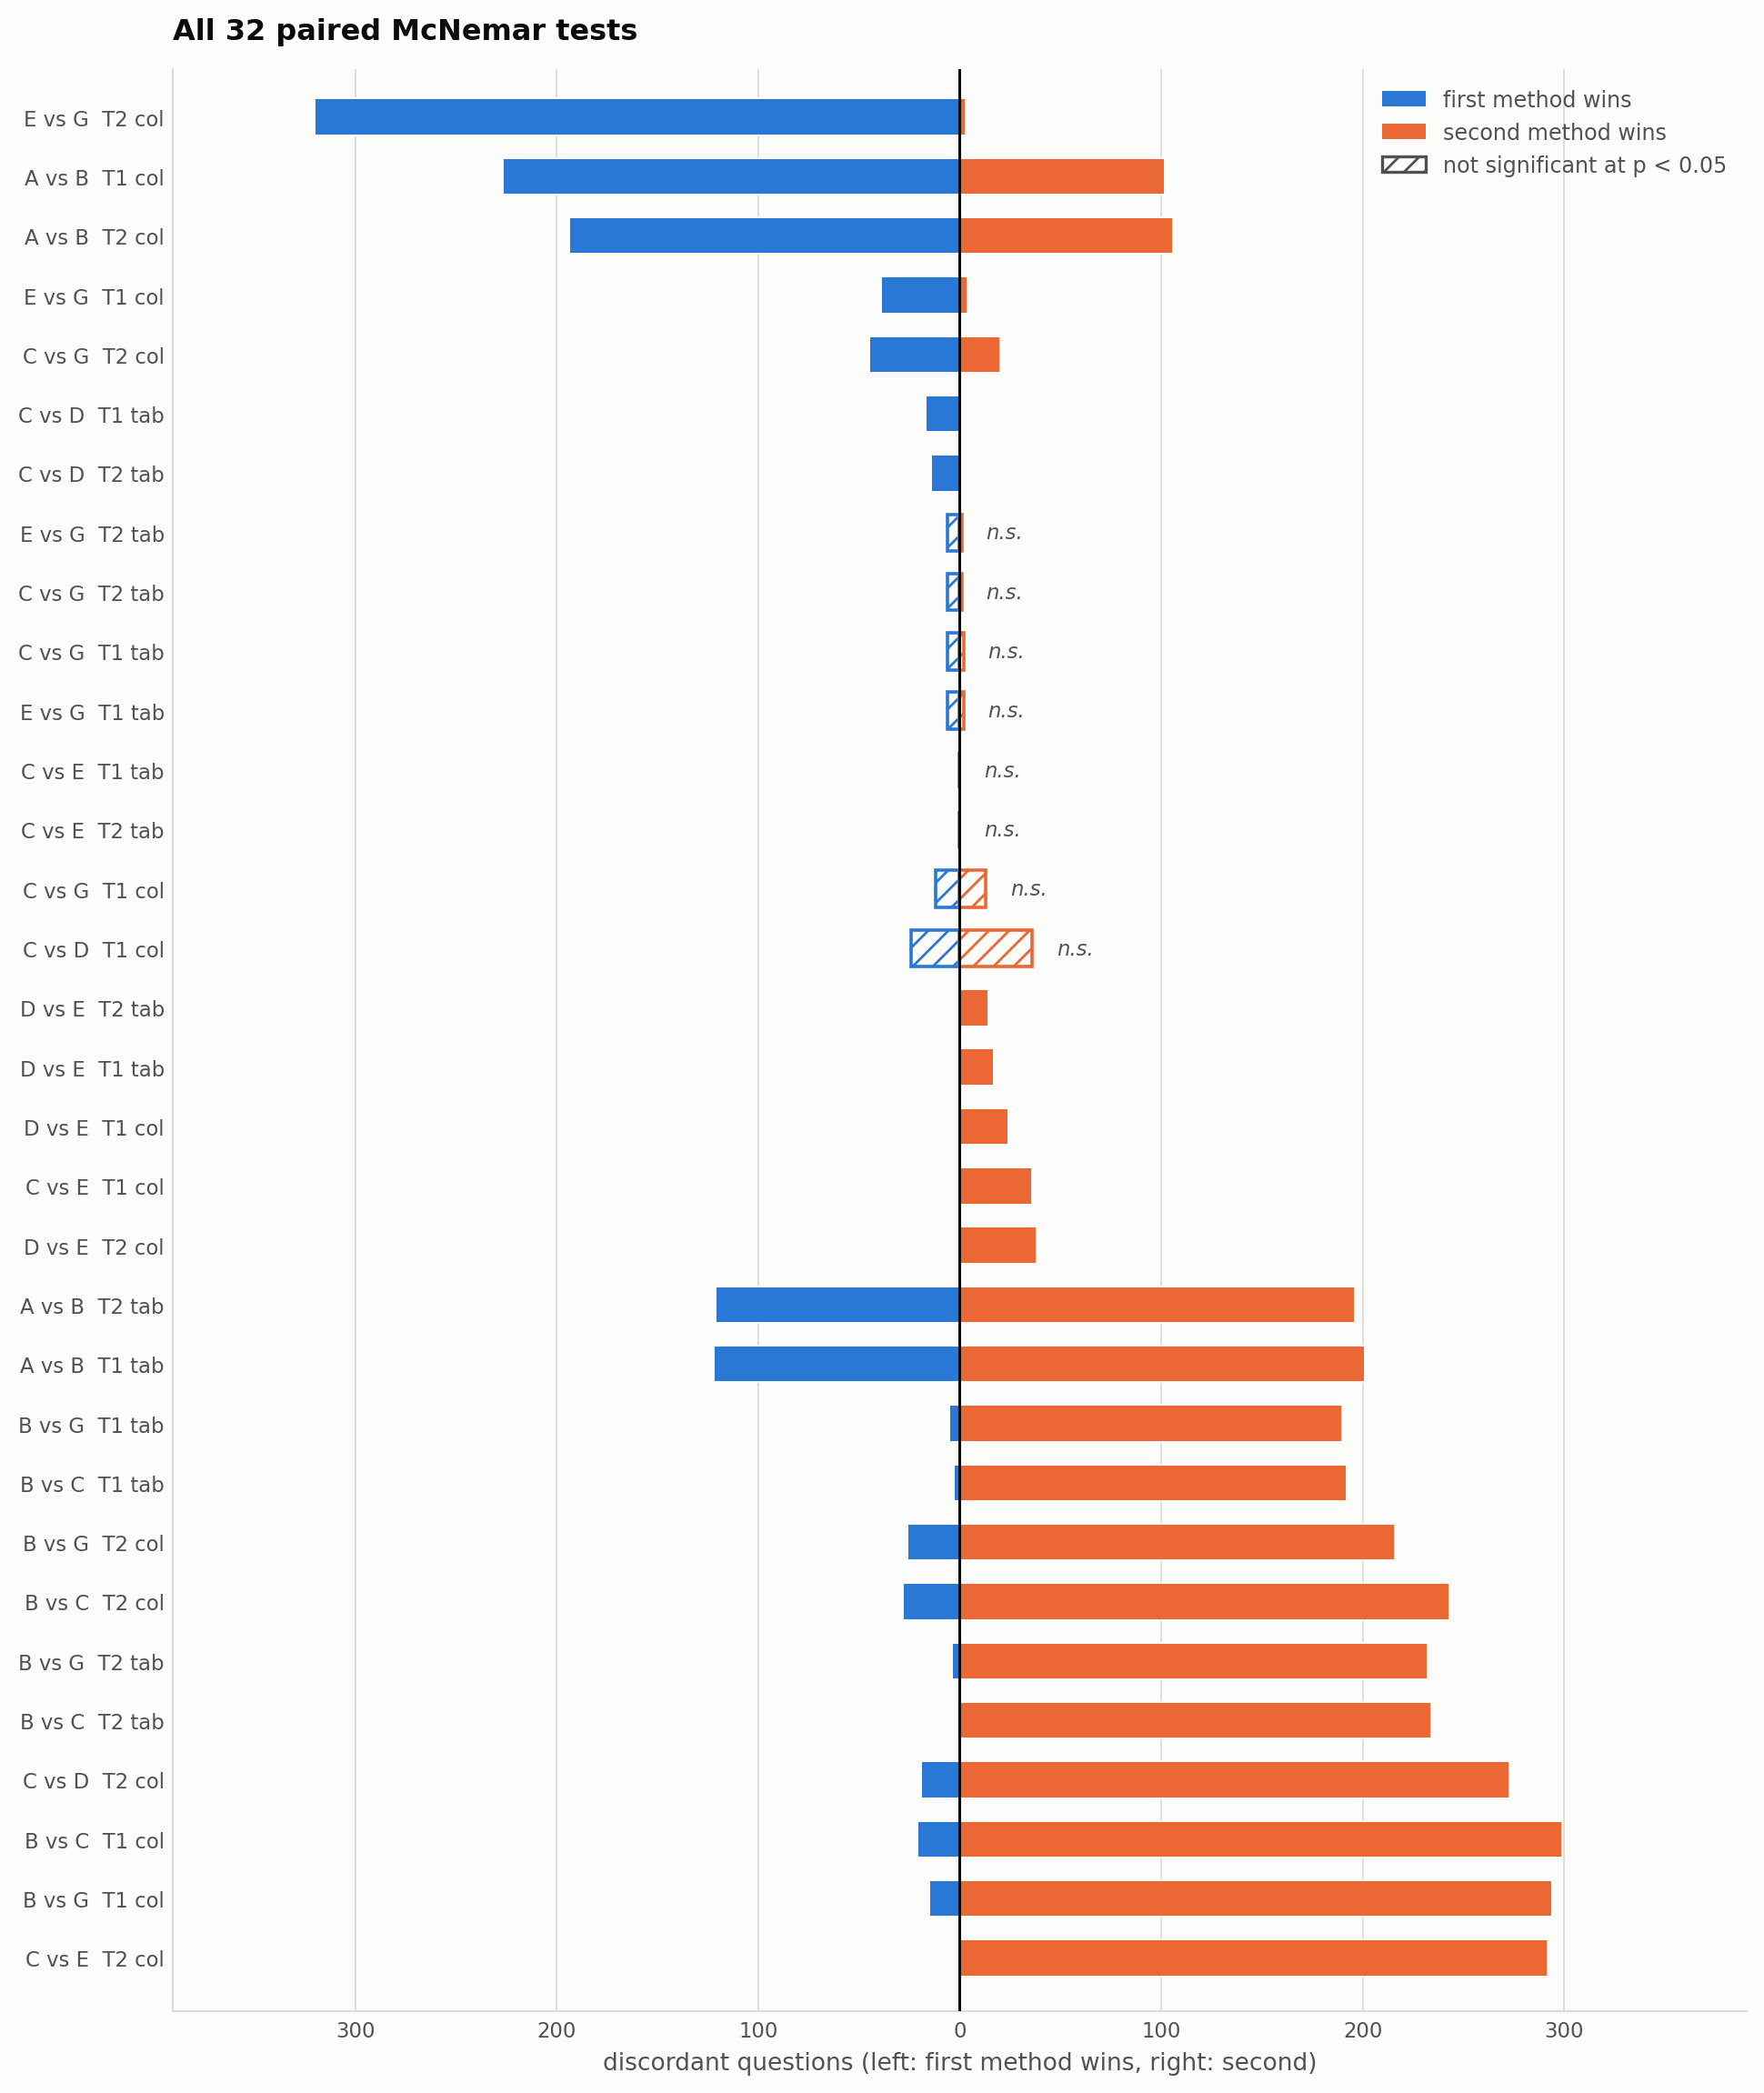 All 32 paired McNemar tests
first method wins
second method wins
not significant at p < 0.05
E vs G T2 col
A vs B T1 col
A vs B T2 col
E vs G T1 col
C vs G T2 col
C vs D T1 tab
C vs D T2 tab
E vs G T2 tab n.s.
C vs G T2 tab n.s.
C vs G T1 tab n.s.
E vs G T1 tab n.s.
C vs E T1 tab n.s.
C vs E T2 tab n.s.
C vs G T1 col n.s.
C vs D T1 col n.s.
D vs E T2 tab
D vs E T1 tab
D vs E T1 col
C vs E T1 col
D vs E T2 col
A vs B T2 tab
A vs B T1 tab
B vs G T1 tab
B vs C T1 tab
B vs G T2 col
B vs C T2 col
B vs G T2 tab
B vs C T2 tab
C vs D T2 col
B vs C T1 col
B vs G T1 col
C vs E T2 col
300 200 100 0 100 200 300
discordant questions (left: first method wins, right: second)